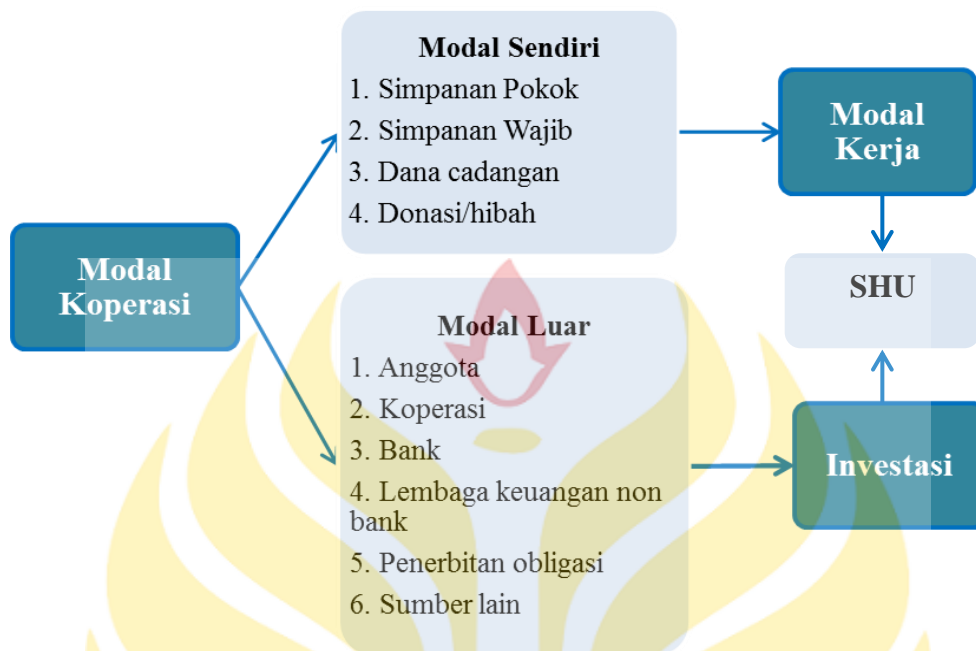 Modal Koperasi
Modal Sendiri
1. Simpanan Pokok
2. Simpanan Wajib
3. Dana cadangan
4. Donasi/hibah
Modal Luar
1. Anggota
2. Koperasi
3. Bank
4. Lembaga keuangan non
bank
5. Penerbitan obligasi
6. Sumber lain
Modal
Kerja
SHU
Investasi